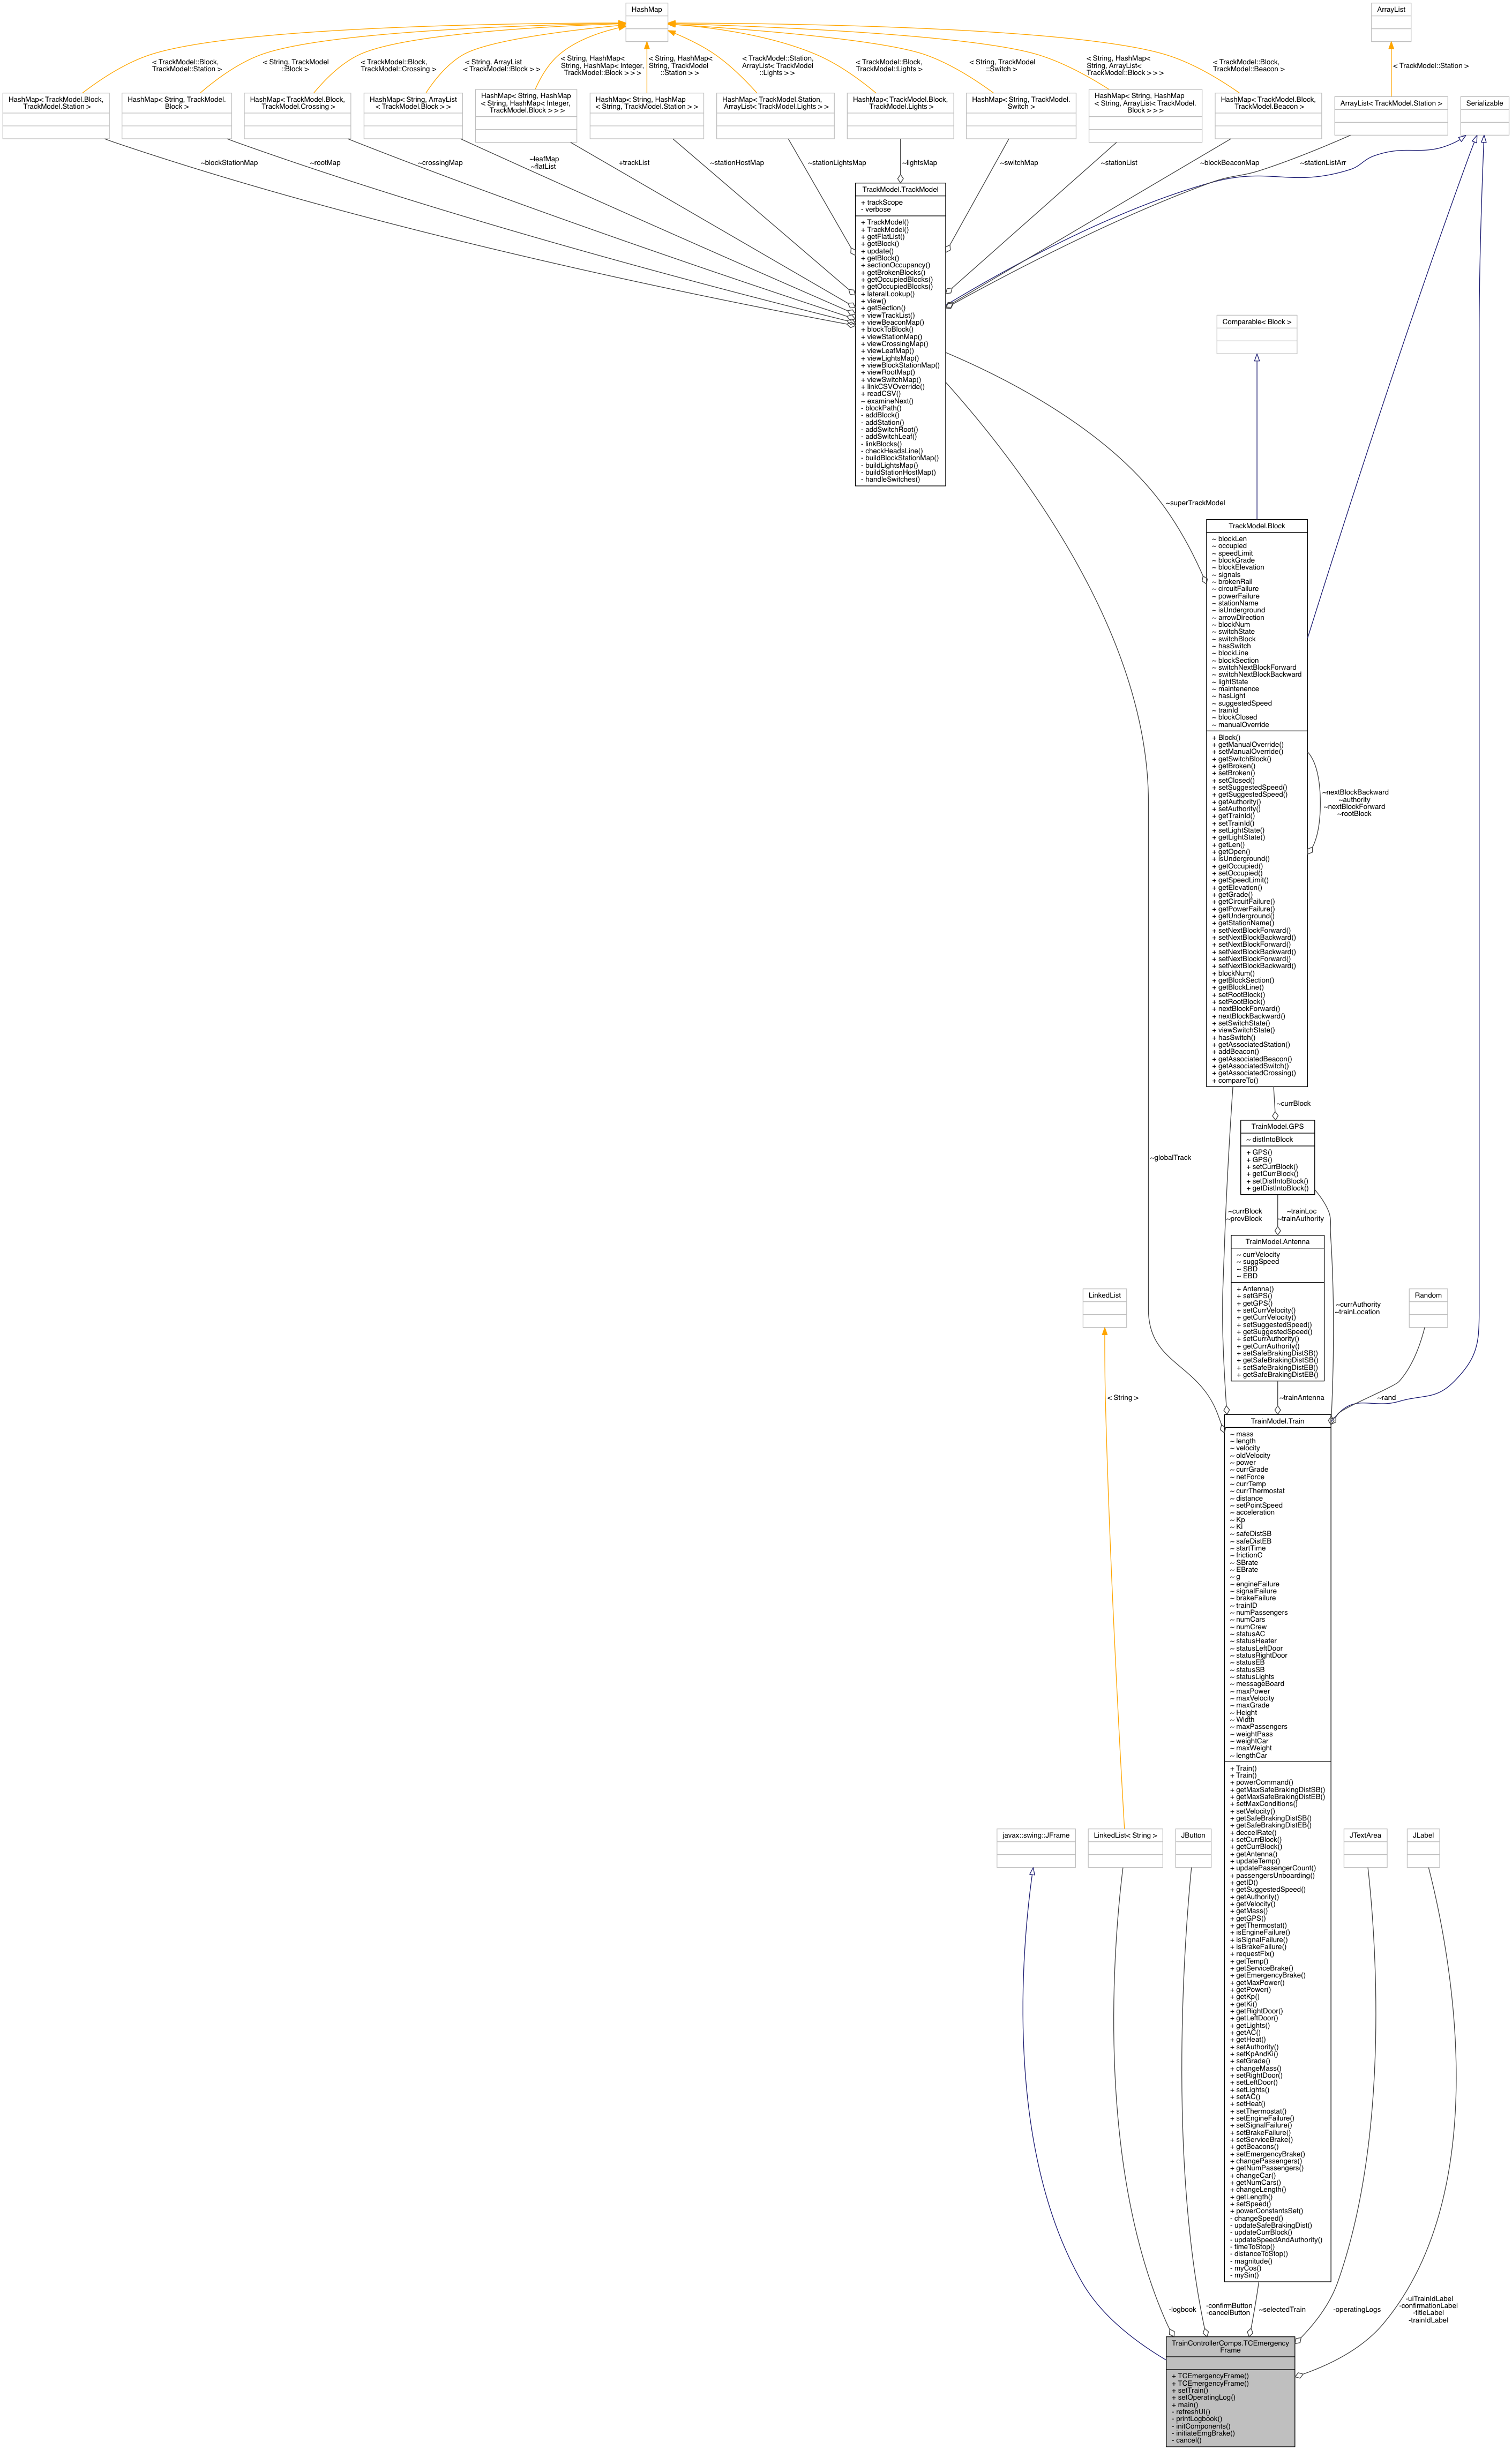 HashMap
ArrayList
< TrackModel::Block,
TrackModel::Station >
< String, TrackModel
::Block >
< TrackModel::Block,
TrackModel::Crossing >
< String, ArrayList
< TrackModel::Block > >
< String, HashMap<
String, HashMap< Integer,
TrackModel::Block > > >
< String, HashMap<
String, TrackModel
::Station > >
< TrackModel::Station,
ArrayList< TrackModel
::Lights > >
< TrackModel::Block,
TrackModel::Lights >
< String, TrackModel
::Switch >
< String, HashMap<
String, ArrayList<
TrackModel::Block > > >
< TrackModel::Block,
TrackModel::Beacon >
< TrackModel::Station >
HashMap< TrackModel.Block,
TrackModel.Station >
HashMap< String, TrackModel.
Block >
HashMap< TrackModel.Block,
TrackModel.Crossing >
HashMap< String, ArrayList
< TrackModel.Block > >
HashMap< String, HashMap
< String, HashMap< Integer,
TrackModel.Block > > >
HashMap< String, HashMap
< String, TrackModel.Station > >
HashMap< TrackModel.Station,
ArrayList< TrackModel.Lights > >
HashMap< TrackModel.Block,
TrackModel.Lights >
HashMap< String, TrackModel.
Switch >
HashMap< String, HashMap
< String, ArrayList< TrackModel.
Block > > >
HashMap< TrackModel.Block,
TrackModel.Beacon >
ArrayList< TrackModel.Station >
Serializable
~blockStationMap
~rootMap
~crossingMap
~leafMap
~flatList
+trackList
~stationHostMap
~stationLightsMap
~lightsMap
~switchMap
~stationList
~blockBeaconMap
~stationListArr
TrackModel.TrackModel
+ trackScope
- verbose
+ TrackModel()
+ TrackModel()
+ getFlatList()
+ getBlock()
+ update()
+ getBlock()
+ sectionOccupancy()
+ getBrokenBlocks()
+ getOccupiedBlocks()
+ getOccupiedBlocks()
+ lateralLookup()
+ view()
+ getSection()
+ viewTrackList()
+ viewBeaconMap()
+ blockToBlock()
+ viewStationMap()
+ viewCrossingMap()
+ viewLeafMap()
+ viewLightsMap()
+ viewBlockStationMap()
+ viewRootMap()
+ viewSwitchMap()
+ linkCSVOverride()
+ readCSV()
~ examineNext()
- blockPath()
- addBlock()
- addStation()
- addSwitchRoot()
- addSwitchLeaf()
- linkBlocks()
- checkHeadsLine()
- buildBlockStationMap()
- buildLightsMap()
- buildStationHostMap()
- handleSwitches()
Comparable< Block >
~superTrackModel
TrackModel.Block
~ blockLen
~ occupied
~ speedLimit
~ blockGrade
~ blockElevation
~ signals
~ brokenRail
~ circuitFailure
~ powerFailure
~ stationName
~ isUnderground
~ arrowDirection
~ blockNum
~ switchState
~ switchBlock
~ hasSwitch
~ blockLine
~ blockSection
~ switchNextBlockForward
~ switchNextBlockBackward
~ lightState
~ maintenence
~ hasLight
~ suggestedSpeed
~ trainId
~ blockClosed
~ manualOverride
+ Block()
+ getManualOverride()
+ setManualOverride()
+ getSwitchBlock()
+ getBroken()
+ setBroken()
+ setClosed()
+ setSuggestedSpeed()
+ getSuggestedSpeed()
+ getAuthority()
+ setAuthority()
+ getTrainId()
+ setTrainId()
+ setLightState()
+ getLightState()
+ getLen()
+ getOpen()
+ isUnderground()
+ getOccupied()
+ setOccupied()
+ getSpeedLimit()
+ getElevation()
+ getGrade()
+ getCircuitFailure()
+ getPowerFailure()
+ getUnderground()
+ getStationName()
+ setNextBlockForward()
+ setNextBlockBackward()
+ setNextBlockForward()
+ setNextBlockBackward()
+ setNextBlockForward()
+ setNextBlockBackward()
+ blockNum()
+ getBlockSection()
+ getBlockLine()
+ setRootBlock()
+ setRootBlock()
+ nextBlockForward()
+ nextBlockBackward()
+ setSwitchState()
+ viewSwitchState()
+ hasSwitch()
+ getAssociatedStation()
+ addBeacon()
+ getAssociatedBeacon()
+ getAssociatedSwitch()
+ getAssociatedCrossing()
+ compareTo()
~nextBlockBackward
~authority
~nextBlockForward
~rootBlock
~currBlock
~globalTrack
TrainModel.GPS
~ distIntoBlock
+ GPS()
+ GPS()
+ setCurrBlock()
+ getCurrBlock()
+ setDistIntoBlock()
+ getDistIntoBlock()
~currBlock
~prevBlock
~trainLoc
~trainAuthority
TrainModel.Antenna
~ currVelocity
~ suggSpeed
~ SBD
~ EBD
+ Antenna()
+ setGPS()
+ getGPS()
+ setCurrVelocity()
+ getCurrVelocity()
+ setSuggestedSpeed()
+ getSuggestedSpeed()
+ setCurrAuthority()
+ getCurrAuthority()
+ setSafeBrakingDistSB()
+ getSafeBrakingDistSB()
+ setSafeBrakingDistEB()
+ getSafeBrakingDistEB()
~currAuthority
~trainLocation
LinkedList
Random
< String >
~trainAntenna
~rand
TrainModel.Train
~ mass
~ length
~ velocity
~ oldVelocity
~ power
~ currGrade
~ netForce
~ currTemp
~ currThermostat
~ distance
~ setPointSpeed
~ acceleration
~ Kp
~ Ki
~ safeDistSB
~ safeDistEB
~ startTime
~ frictionC
~ SBrate
~ EBrate
~ g
~ engineFailure
~ signalFailure
~ brakeFailure
~ trainID
~ numPassengers
~ numCars
~ numCrew
~ statusAC
~ statusHeater
~ statusLeftDoor
~ statusRightDoor
~ statusEB
~ statusSB
~ statusLights
~ messageBoard
~ maxPower
~ maxVelocity
~ maxGrade
~ Height
~ Width
~ maxPassengers
~ weightPass
~ weightCar
~ maxWeight
~ lengthCar
+ Train()
+ Train()
+ powerCommand()
+ getMaxSafeBrakingDistSB()
+ getMaxSafeBrakingDistEB()
+ setMaxConditions()
+ setVelocity()
+ getSafeBrakingDistSB()
+ getSafeBrakingDistEB()
+ deccelRate()
+ setCurrBlock()
+ getCurrBlock()
+ getAntenna()
+ updateTemp()
+ updatePassengerCount()
+ passengersUnboarding()
+ getID()
+ getSuggestedSpeed()
+ getAuthority()
+ getVelocity()
+ getMass()
+ getGPS()
+ getThermostat()
+ isEngineFailure()
+ isSignalFailure()
+ isBrakeFailure()
+ requestFix()
+ getTemp()
+ getServiceBrake()
+ getEmergencyBrake()
+ getMaxPower()
+ getPower()
+ getKp()
+ getKi()
+ getRightDoor()
+ getLeftDoor()
+ getLights()
+ getAC()
+ getHeat()
+ setAuthority()
+ setKpAndKi()
+ setGrade()
+ changeMass()
+ setRightDoor()
+ setLeftDoor()
+ setLights()
+ setAC()
+ setHeat()
+ setThermostat()
+ setEngineFailure()
+ setSignalFailure()
+ setBrakeFailure()
+ setServiceBrake()
+ getBeacons()
+ setEmergencyBrake()
+ changePassengers()
+ getNumPassengers()
+ changeCar()
+ getNumCars()
+ changeLength()
+ getLength()
+ setSpeed()
+ powerConstantsSet()
- changeSpeed()
- updateSafeBrakingDist()
- updateCurrBlock()
- updateSpeedAndAuthority()
- timeToStop()
- distanceToStop()
- magnitude()
- myCos()
- mySin()
javax::swing::JFrame
LinkedList< String >
JButton
JTextArea
JLabel
-logbook
-confirmButton
-cancelButton
~selectedTrain
-operatingLogs
-uiTrainIdLabel
-confirmationLabel
-titleLabel
-trainIdLabel
TrainControllerComps.TCEmergency
Frame
+ TCEmergencyFrame()
+ TCEmergencyFrame()
+ setTrain()
+ setOperatingLog()
+ main()
- refreshUI()
- printLogbook()
- initComponents()
- initiateEmgBrake()
- cancel()